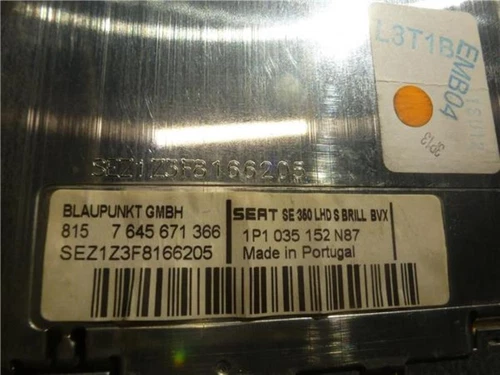 L3T1B
EMB04
SEZ1Z3F8166205
BLAUPUNKT GMBH
815 7 645 671 366
SEZ1Z3F8166205
SEAT SE 350 LHD S BRILL BVX
1P1 035 152 N87
Made in Portugal